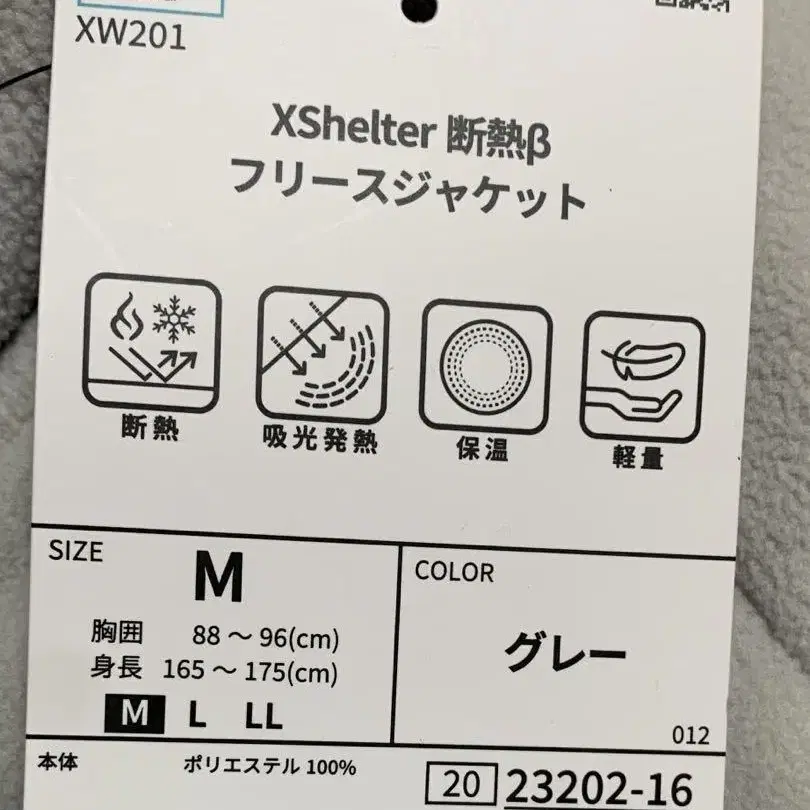 XW201
XShelter 断熱β
フリースジャケット
断熱 吸光発熱 保温 軽量
SIZE
M
胸囲 88 ～ 96(cm)
身長 165 ～ 175(cm)
M L LL
COLOR
グレー
012
本体 ポリエステル 100%
20 23202-16